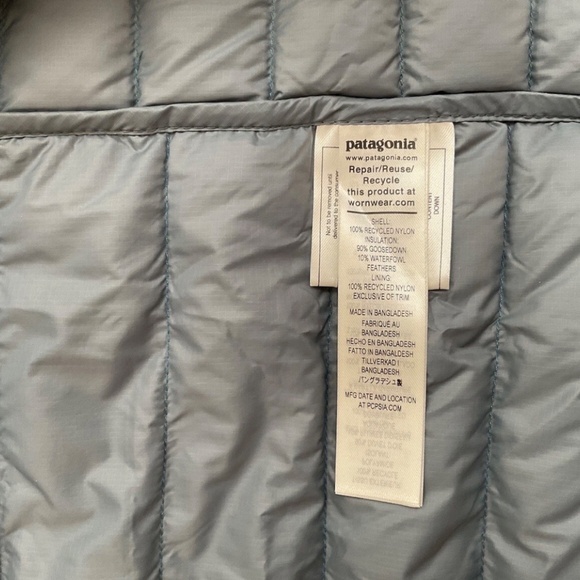 patagonia®
www.patagonia.com
Repair/Reuse/
Recycle
this product at
wornwear.com
SHELL:
100% RECYCLED NYLON
INSULATION:
90% GOOSEDOWN
10% WATERFOWL
FEATHERS
LINING:
100% RECYCLED NYLON
EXCLUSIVE OF TRIM
MADE IN BANGLADESH
FABRIQUÉ AU
BANGLADESH
HECHO EN BANGLADESH
FATTO IN BANGALDESH
TILLVERKAD I
BANGLADESH
バングラデシュ製
MFG DATE AND LOCATION
AT PCPSIA.COM
Not to be removed until
delivered to the consumer
CONTENT
DOWN